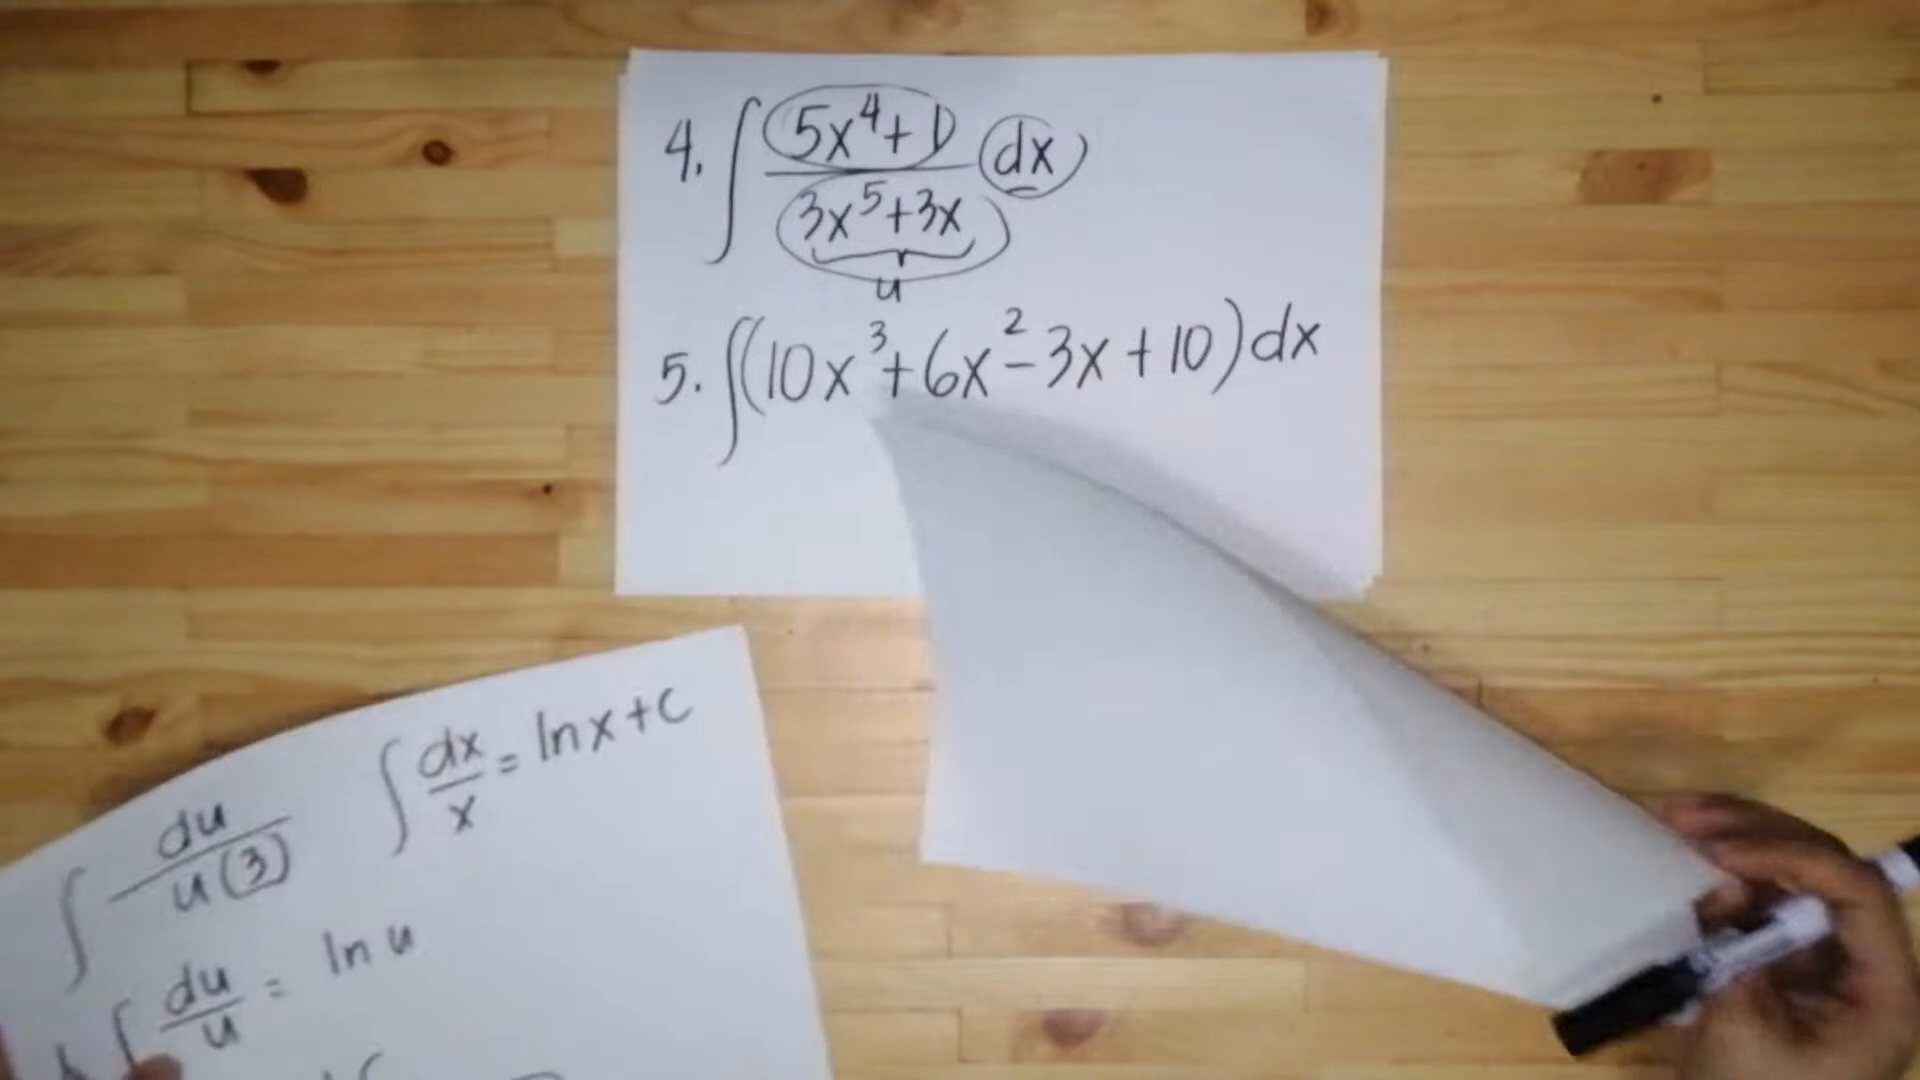 4. ∫ (5x⁴+1)/(3x⁵+3x) dx
u
5. ∫(10x³+6x²-3x+10)dx
∫ du/u(3)
∫ dx/x = ln x + C
∫ du/u = ln u